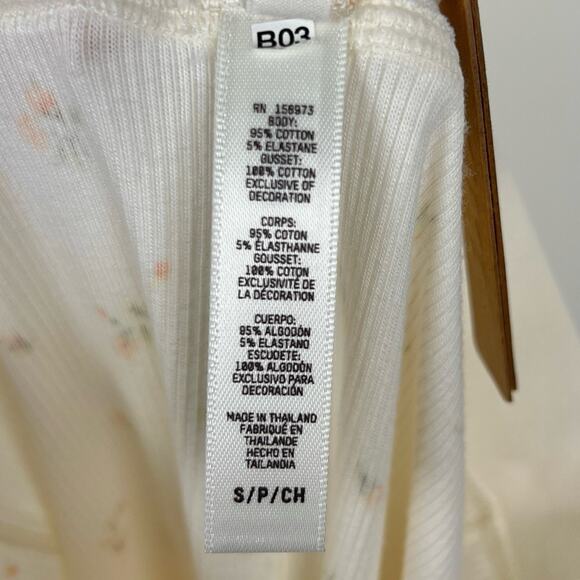 B03
RN 156973
BODY:
95% COTTON
5% ELASTANE
GUSSET:
100% COTTON
EXCLUSIVE OF
DECORATION
CORPS:
95% COTON
5% ÉLASTHANNE
GOUSSET:
100% COTON
EXCLUSIVITÉ DE
LA DÉCORATION
CUERPO:
95% ALGODÓN
5% ELASTANO
ESCUDETE:
100% ALGODÓN
EXCLUSIVO PARA
DECORACIÓN
MADE IN THAILAND
FABRIQUÉ EN
THAILANDE
HECHO EN
TAILANDIA
S/P/CH